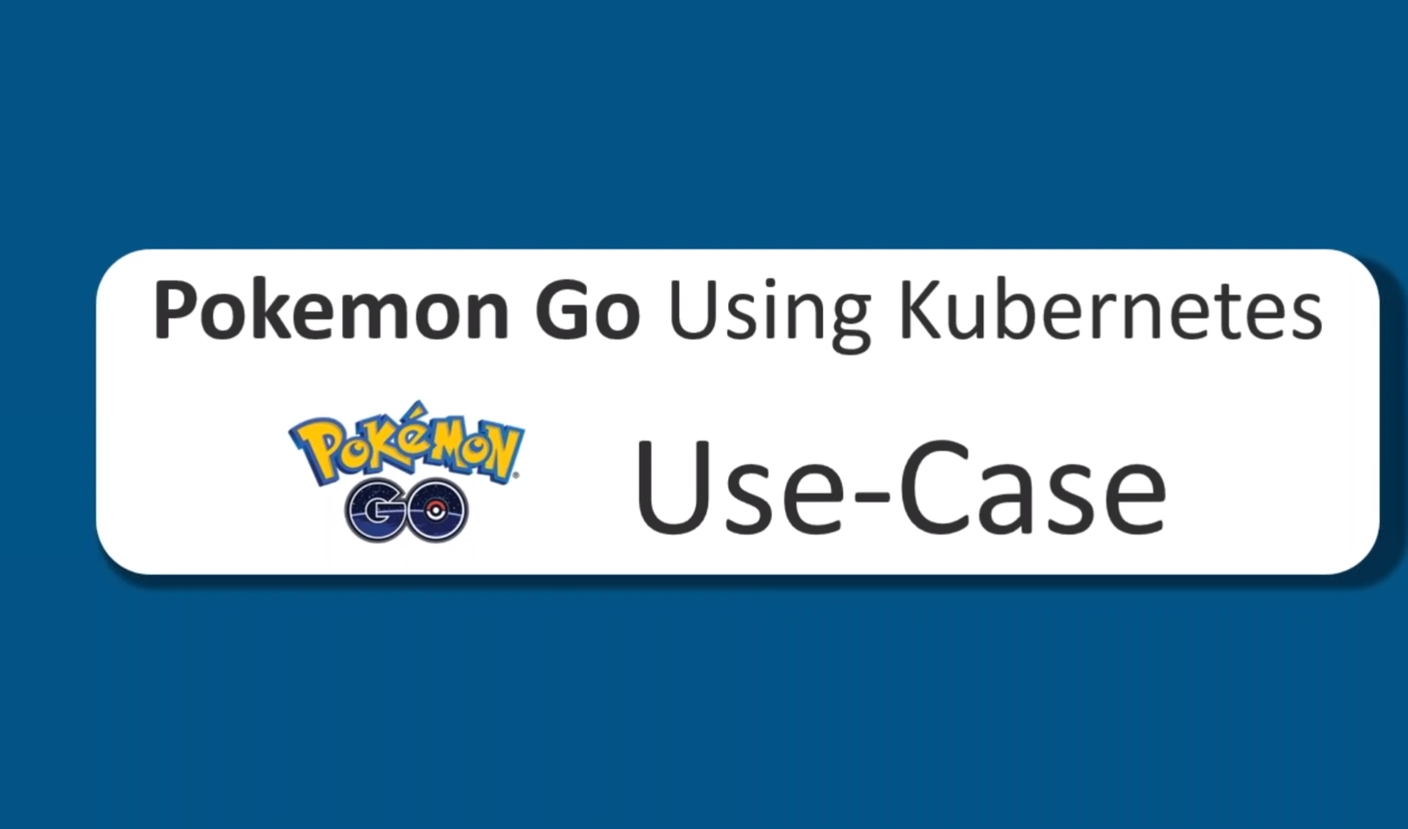 Pokemon Go Using Kubernetes
POKéMON
GO
Use-Case